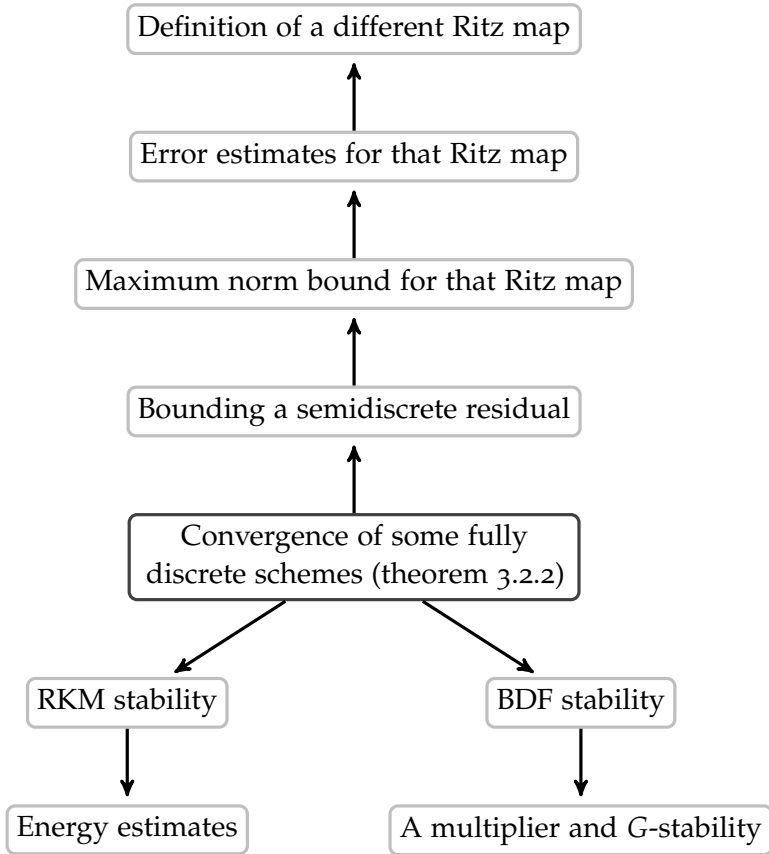 Definition of a different Ritz map
Error estimates for that Ritz map
Maximum norm bound for that Ritz map
Bounding a semidiscrete residual
Convergence of some fully
discrete schemes (theorem 3.2.2)
RKM stability
BDF stability
Energy estimates
A multiplier and G-stability